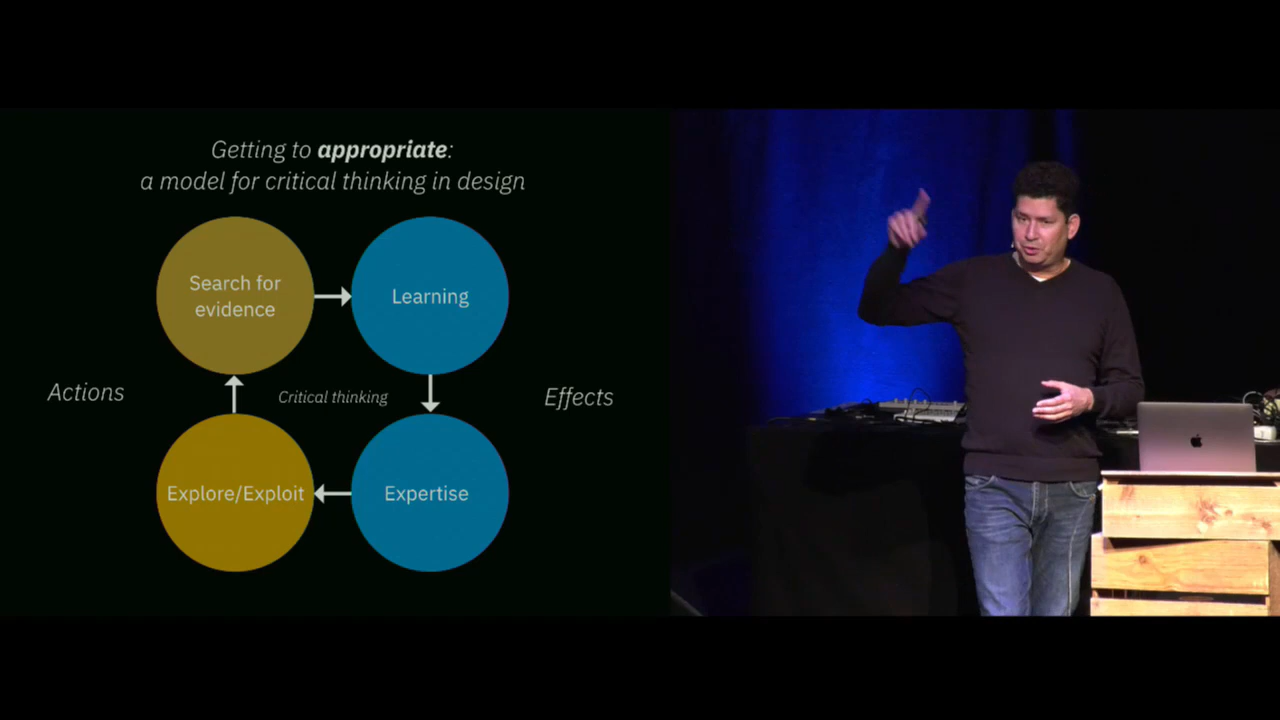 Getting to appropriate:
a model for critical thinking in design
Search for
evidence
Learning
Actions
Critical thinking
Effects
Explore/Exploit
Expertise